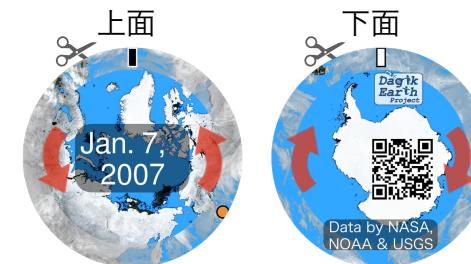 上面
下面
Jan. 7,
2007
Dagik
Earth
Project
Data by NASA,
NOAA & USGS